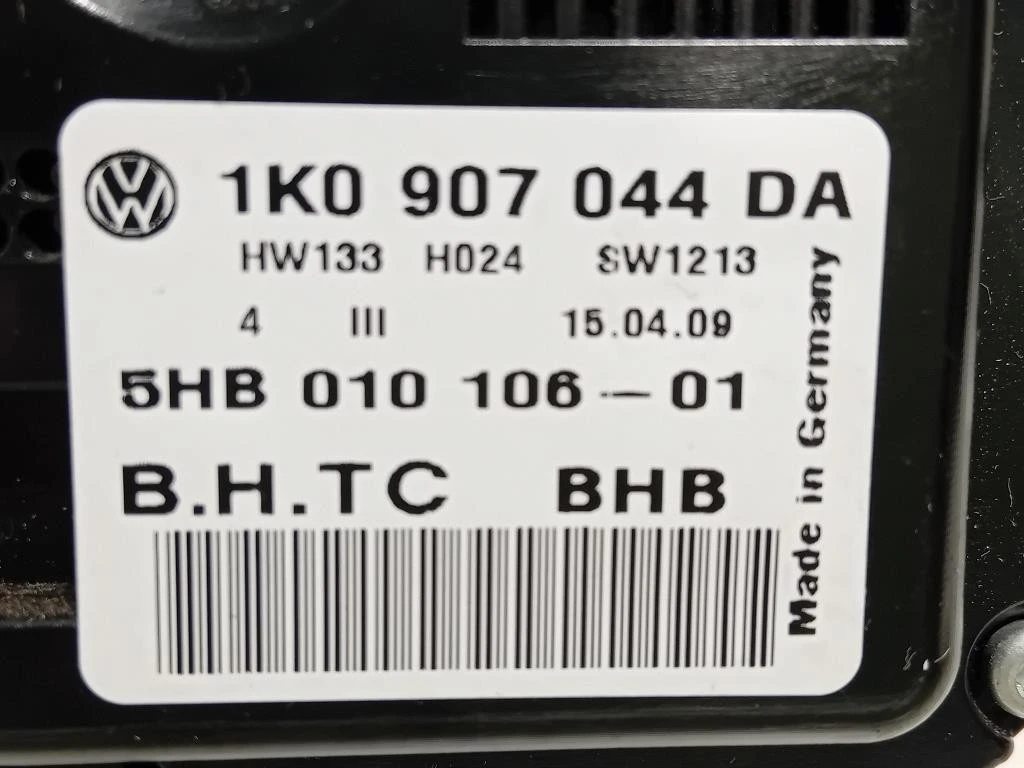 1K0 907 044 DA
HW133 H024 SW1213
4 III 15.04.09
5HB 010 106-01
B.H.TC BHB
Made in Germany